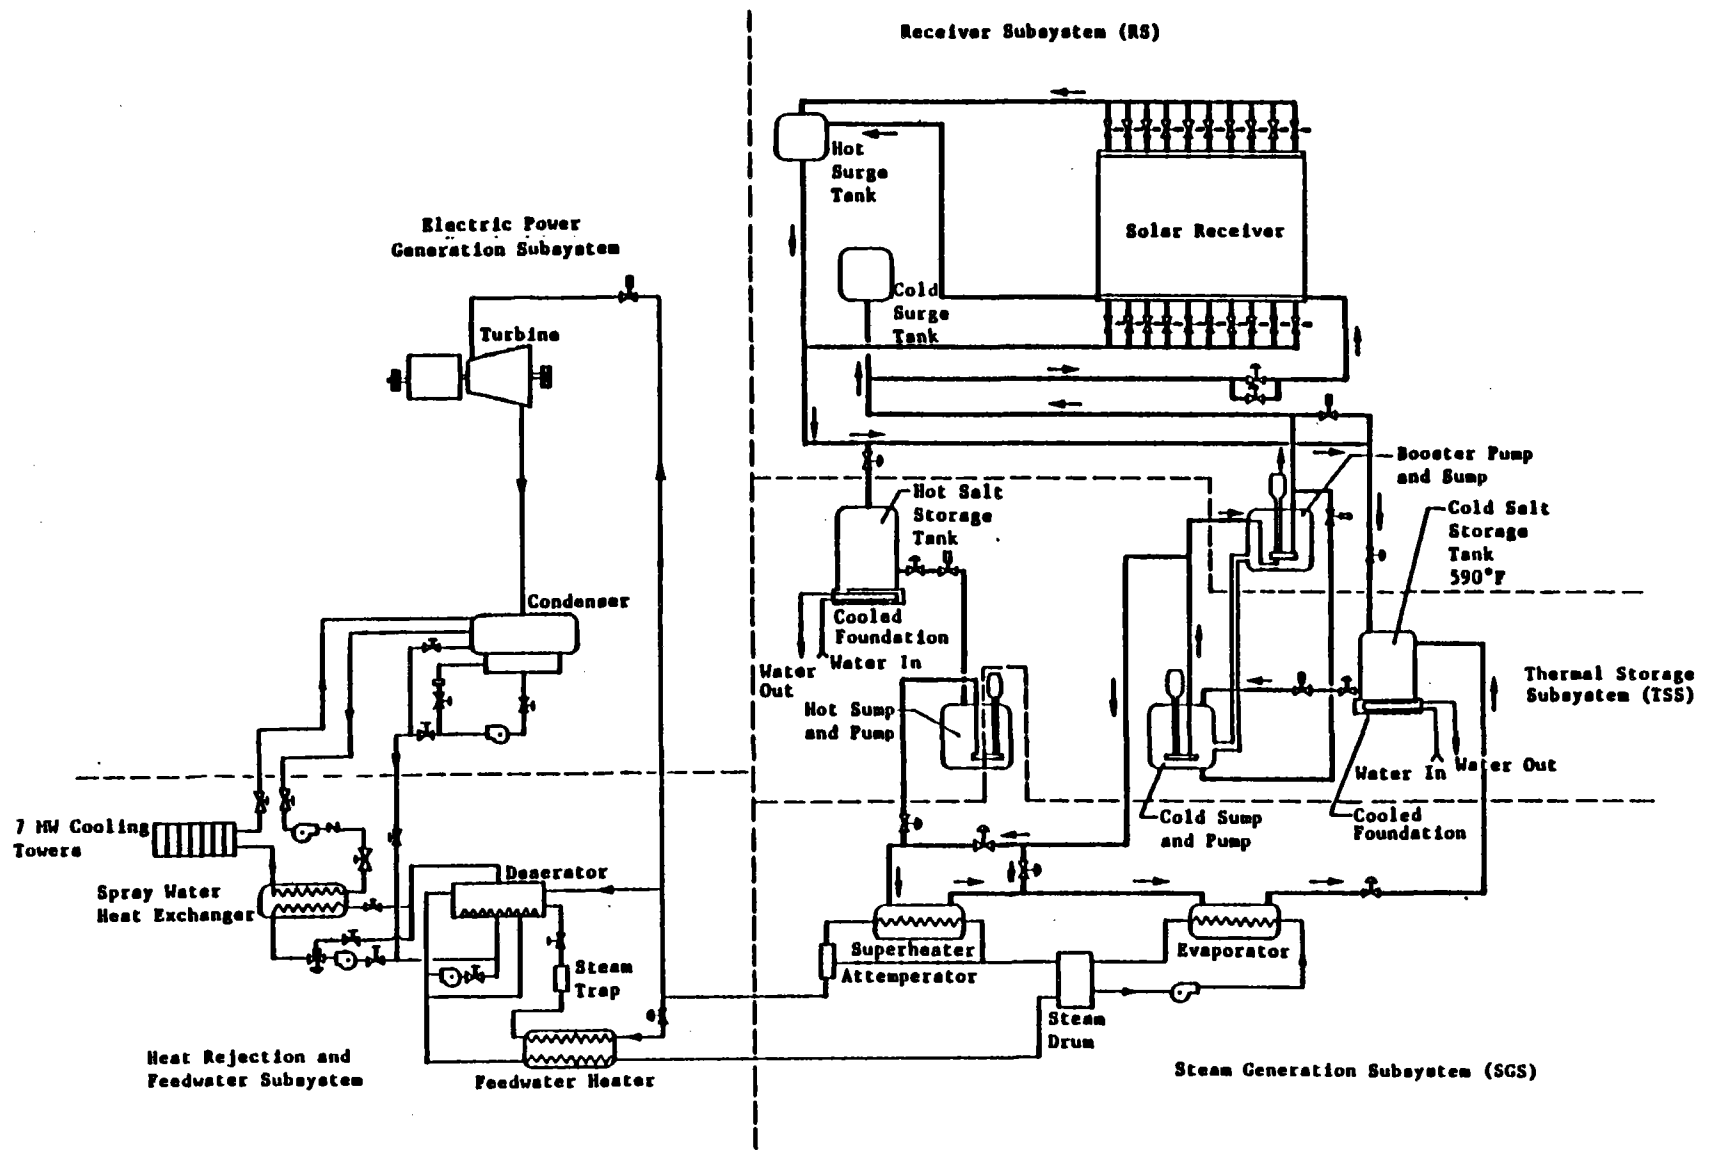 Receiver Subsystem (RS)
Hot
Surge
Tank
Solar Receiver
Electric Power
Generation Subsystem
Cold
Surge
Tank
Turbine
Booster Pump
and Sump
Hot Salt
Storage
Tank
Cold Salt
Storage
Tank
590°F
Condenser
Cooled
Foundation
Water
Out
Water In
Thermal Storage
Subsystem (TSS)
Hot Sump
and Pump
Water In
Water Out
Cold Sump
and Pump
Cooled
Foundation
7 MW Cooling
Towers
Deaerator
Spray Water
Heat Exchanger
Superheater
Attemperator
Evaporator
Steam
Trap
Steam
Drum
Heat Rejection and
Feedwater Subsystem
Feedwater Heater
Steam Generation Subsystem (SGS)